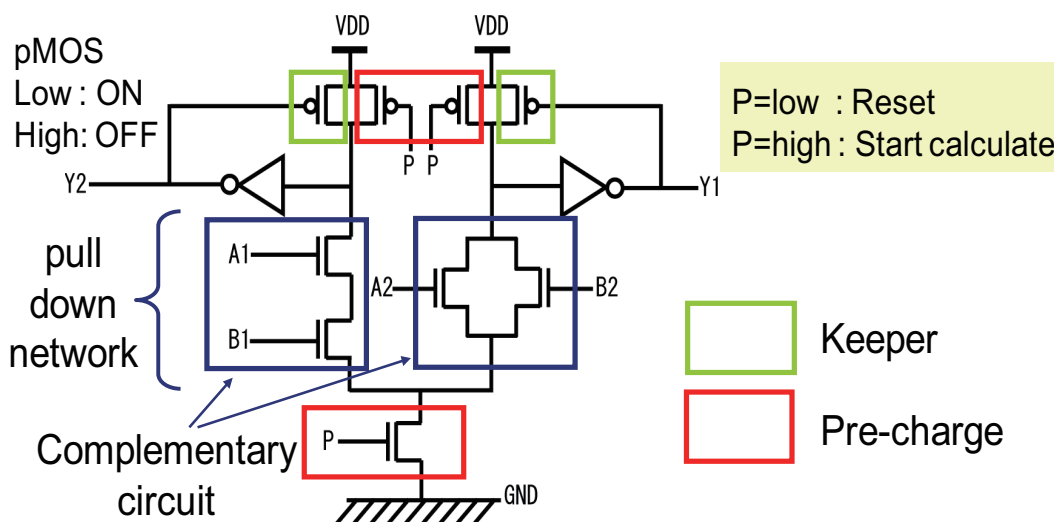 VDD
VDD
pMOS
Low : ON
High: OFF
P=low : Reset
P=high : Start calculate
P
P
Y2
Y1
pull
down
network
A1
B1
A2
B2
Keeper
Pre-charge
P
Complementary
circuit
GND